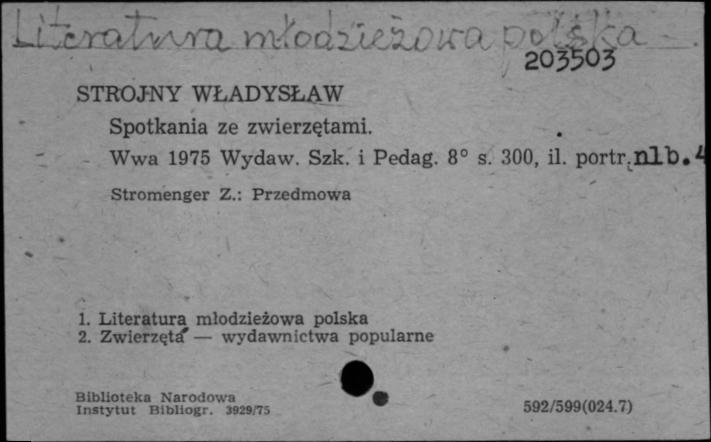 Literatura młodzieżowa polska
203503
STROJNY WŁADYSŁAW
Spotkania ze zwierzętami.
Wwa 1975 Wydaw. Szk. i Pedag. 8° s. 300, il. portr. nlb. 4
Stromenger Z.: Przedmowa
1. Literatura młodzieżowa polska
2. Zwierzęta — wydawnictwa popularne
Biblioteka Narodowa
Instytut Bibliogr. 3929/75
592/599(024.7)